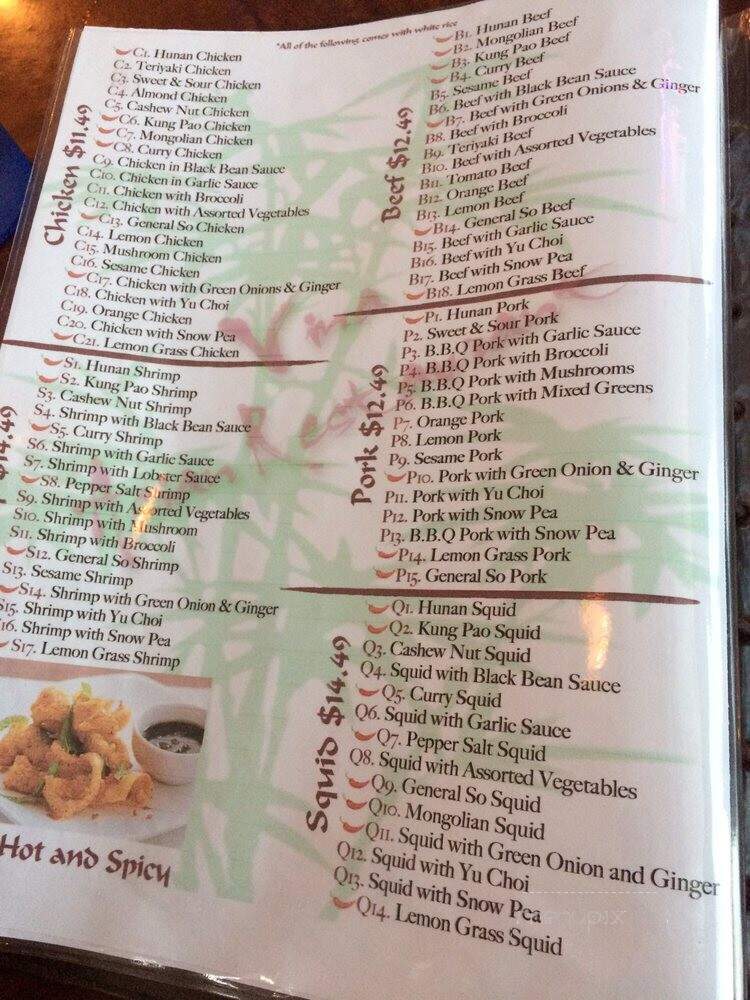 *All of the following comes with white rice
Chicken $11.49
C1. Hunan Chicken
C2. Teriyaki Chicken
C3. Sweet & Sour Chicken
C4. Almond Chicken
C5. Cashew Nut Chicken
C6. Kung Pao Chicken
C7. Mongolian Chicken
C8. Curry Chicken
C9. Chicken in Black Bean Sauce
C10. Chicken in Garlic Sauce
C11. Chicken with Broccoli
C12. Chicken with Assorted Vegetables
C13. General So Chicken
C14. Lemon Chicken
C15. Mushroom Chicken
C16. Sesame Chicken
C17. Chicken with Green Onions & Ginger
C18. Chicken with Yu Choi
C19. Orange Chicken
C20. Chicken with Snow Pea
C21. Lemon Grass Chicken
$14.49
S1. Hunan Shrimp
S2. Kung Pao Shrimp
S3. Cashew Nut Shrimp
S4. Shrimp with Black Bean Sauce
S5. Curry Shrimp
S6. Shrimp with Garlic Sauce
S7. Shrimp with Lobster Sauce
S8. Pepper Salt Shrimp
S9. Shrimp with Assorted Vegetables
S10. Shrimp with Mushroom
S11. Shrimp with Broccoli
S12. General So Shrimp
S13. Sesame Shrimp
S14. Shrimp with Green Onion & Ginger
S15. Shrimp with Yu Choi
S16. Shrimp with Snow Pea
S17. Lemon Grass Shrimp
Hot and Spicy
Beef $12.49
B1. Hunan Beef
B2. Mongolian Beef
B3. Kung Pao Beef
B4. Curry Beef
B5. Sesame Beef
B6. Beef with Black Bean Sauce
B7. Beef with Green Onions & Ginger
B8. Beef with Broccoli
B9. Teriyaki Beef
B10. Beef with Assorted Vegetables
B11. Tomato Beef
B12. Orange Beef
B13. Lemon Beef
B14. General So Beef
B15. Beef with Garlic Sauce
B16. Beef with Yu Choi
B17. Beef with Snow Pea
B18. Lemon Grass Beef
Pork $12.49
P1. Hunan Pork
P2. Sweet & Sour Pork
P3. B.B.Q Pork with Garlic Sauce
P4. B.B.Q Pork with Broccoli
P5. B.B.Q Pork with Mushrooms
P6. B.B.Q Pork with Mixed Greens
P7. Orange Pork
P8. Lemon Pork
P9. Sesame Pork
P10. Pork with Green Onion & Ginger
P11. Pork with Yu Choi
P12. Pork with Snow Pea
P13. B.B.Q Pork with Snow Pea
P14. Lemon Grass Pork
P15. General So Pork
Squid $14.49
Q1. Hunan Squid
Q2. Kung Pao Squid
Q3. Cashew Nut Squid
Q4. Squid with Black Bean Sauce
Q5. Curry Squid
Q6. Squid with Garlic Sauce
Q7. Pepper Salt Squid
Q8. Squid with Assorted Vegetables
Q9. General So Squid
Q10. Mongolian Squid
Q11. Squid with Green Onion and Ginger
Q12. Squid with Yu Choi
Q13. Squid with Snow Pea
Q14. Lemon Grass Squid